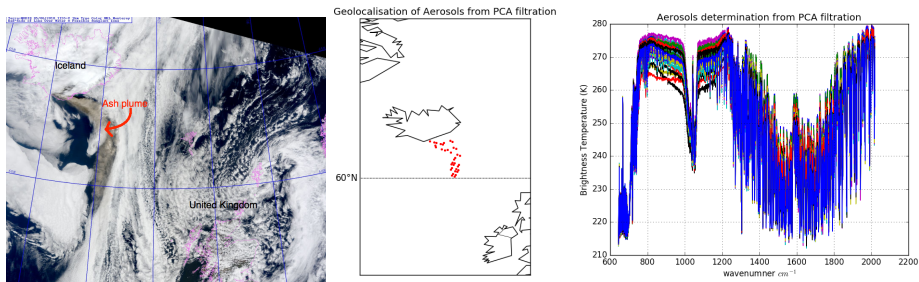 Iceland
Ash plume
United Kingdom
Geolocalisation of Aerosols from PCA filtration
60°N
Aerosols determination from PCA filtration
Brightness Temperature (K)
280
270
260
250
240
230
220
210
600 800 1000 1200 1400 1600 1800 2000 2200
wavenumner cm⁻¹